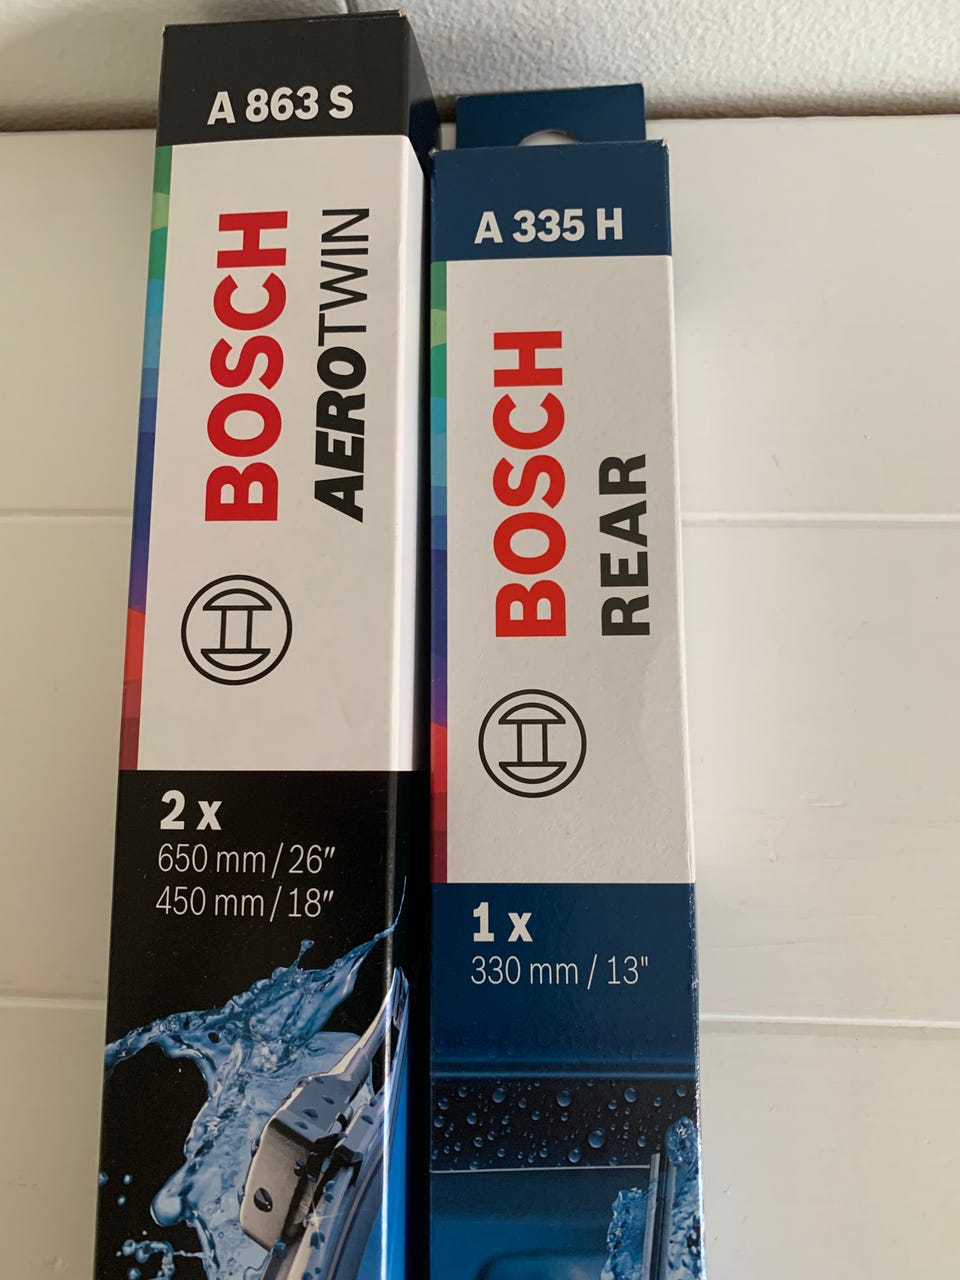 A 863 S
BOSCH
AEROTWIN
2 x
650 mm / 26"
450 mm / 18"
A 335 H
BOSCH
REAR
1 x
330 mm / 13"